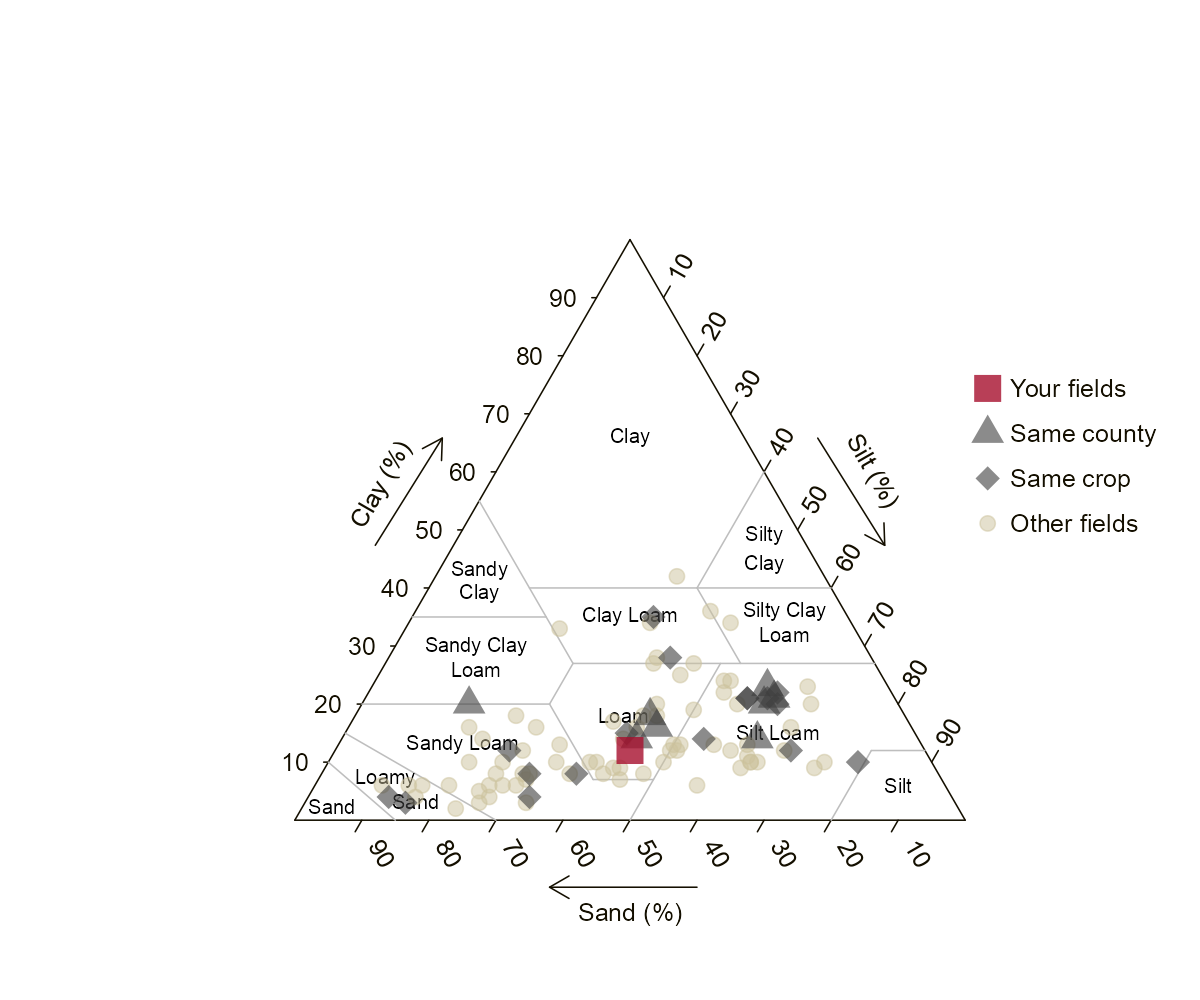 10
90
20
80
30
Your fields
70
Same county
Clay
40
Clay (%)
Silt (%)
60
Same crop
50
50
Other fields
Silty
Clay
60
Sandy
Clay
40
Clay Loam
Silty Clay
Loam
70
30
Sandy Clay
Loam
80
20
Loam
Sandy Loam
Silt Loam
90
10
Loamy
Sand
Silt
Sand
90
80
70
60
50
40
30
20
10
Sand (%)